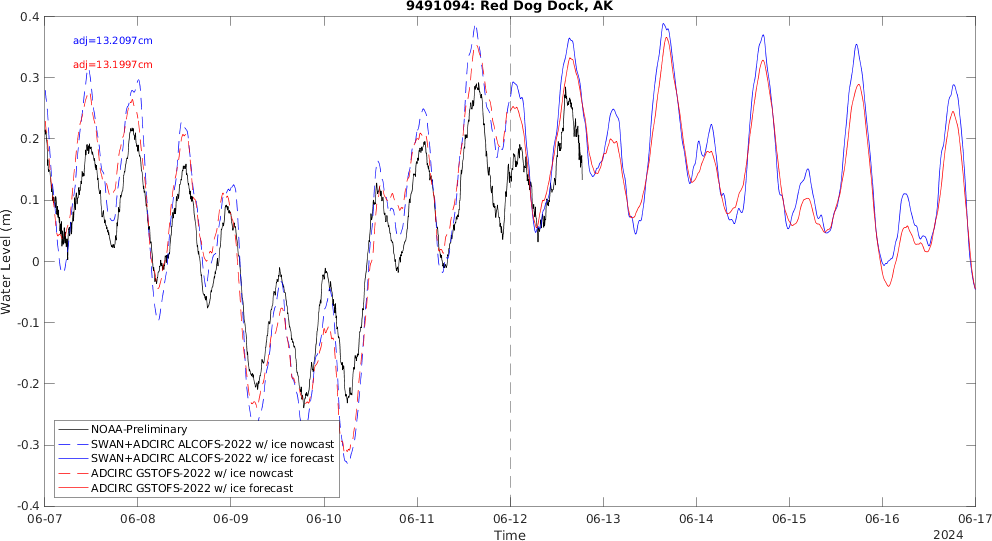 9491094: Red Dog Dock, AK
0.4
adj=13.2097cm
adj=13.1997cm
0.3
0.2
0.1
0
-0.1
-0.2
-0.3
-0.4
Water Level (m)
NOAA-Preliminary
SWAN+ADCIRC ALCOFS-2022 w/ ice nowcast
SWAN+ADCIRC ALCOFS-2022 w/ ice forecast
ADCIRC GSTOFS-2022 w/ ice nowcast
ADCIRC GSTOFS-2022 w/ ice forecast
06-07 06-08 06-09 06-10 06-11 06-12 06-13 06-14 06-15 06-16 06-17
Time
2024